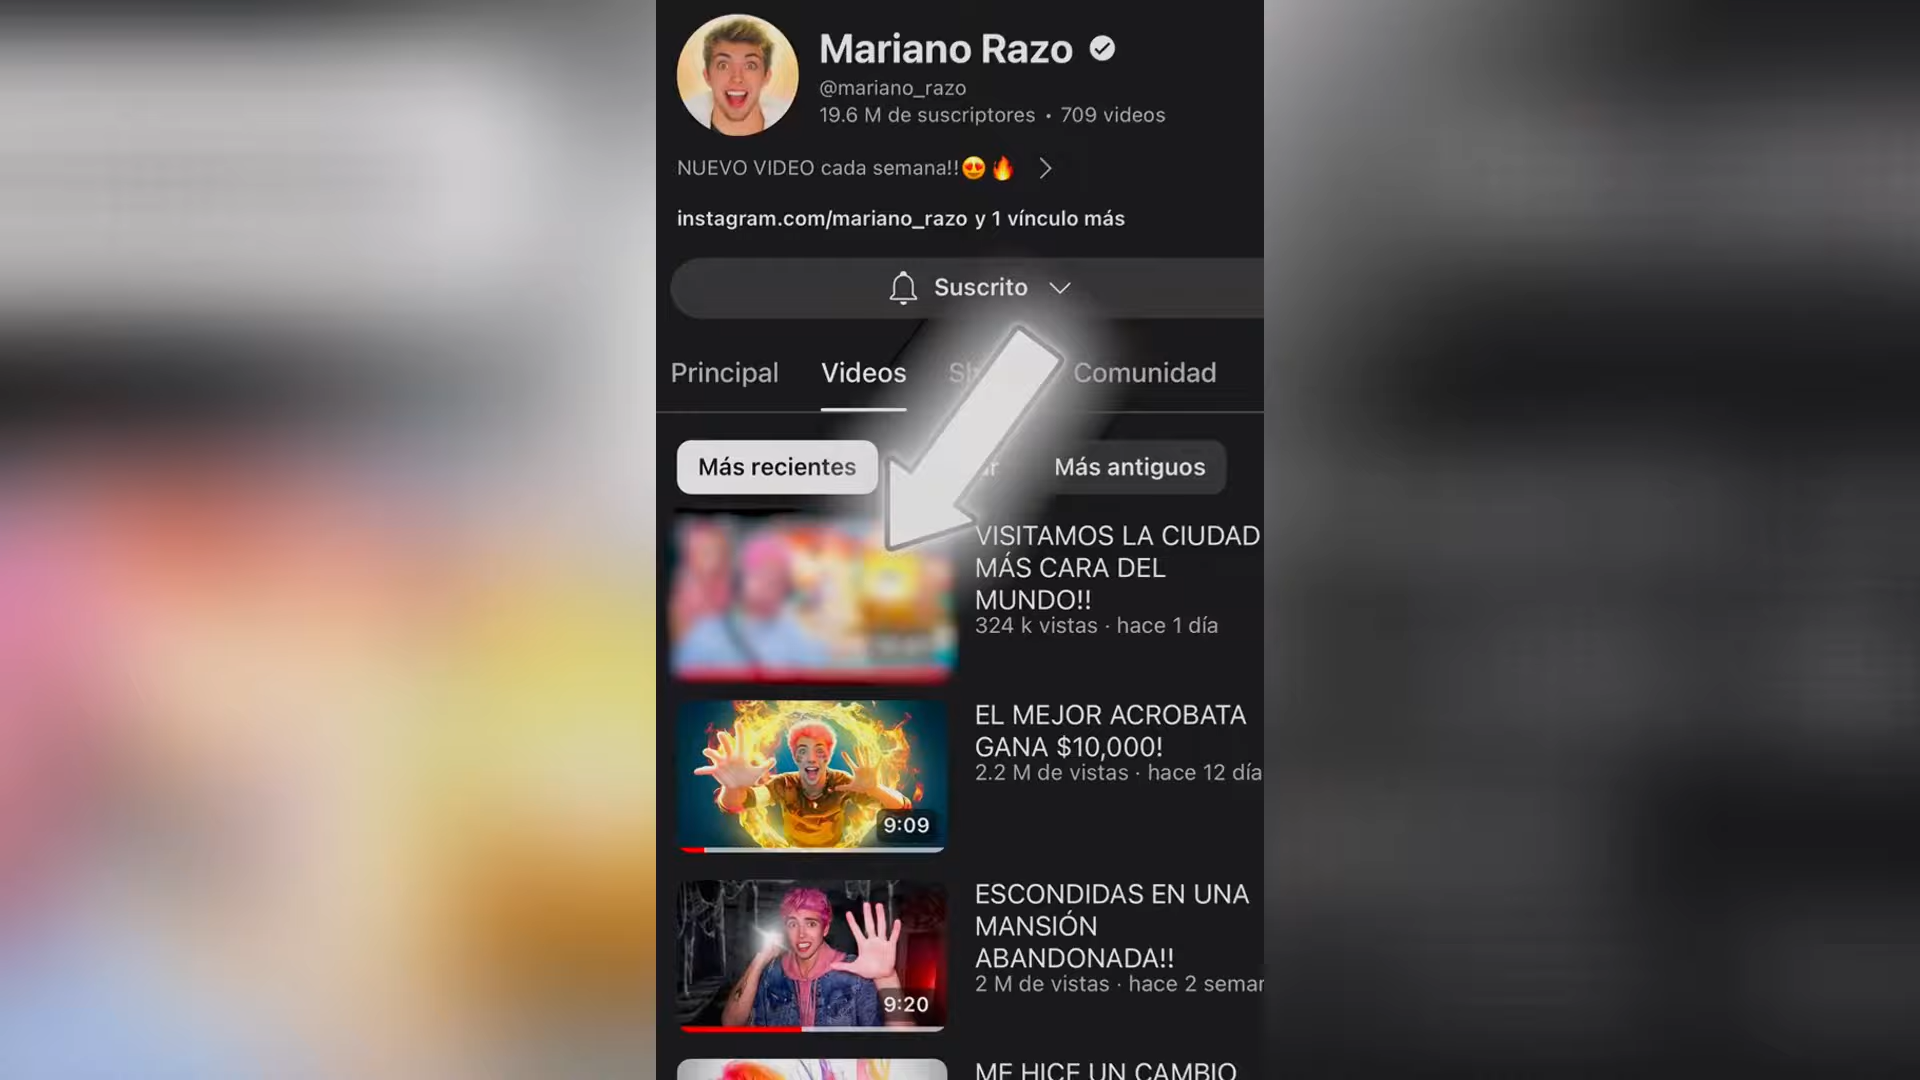 Mariano Razo
@mariano_razo
19.6 M de suscriptores • 709 videos
NUEVO VIDEO cada semana!!😍🔥
instagram.com/mariano_razo y 1 vínculo más
Suscrito
Principal
Videos
Comunidad
Más recientes
Más antiguos
VISITAMOS LA CIUDAD
MÁS CARA DEL
MUNDO!!
324 k vistas · hace 1 día
EL MEJOR ACROBATA
GANA $10,000!
2.2 M de vistas · hace 12 día
9:09
ESCONDIDAS EN UNA
MANSIÓN
ABANDONADA!!
2 M de vistas · hace 2 semar
9:20
ME HICE UN CAMBIO